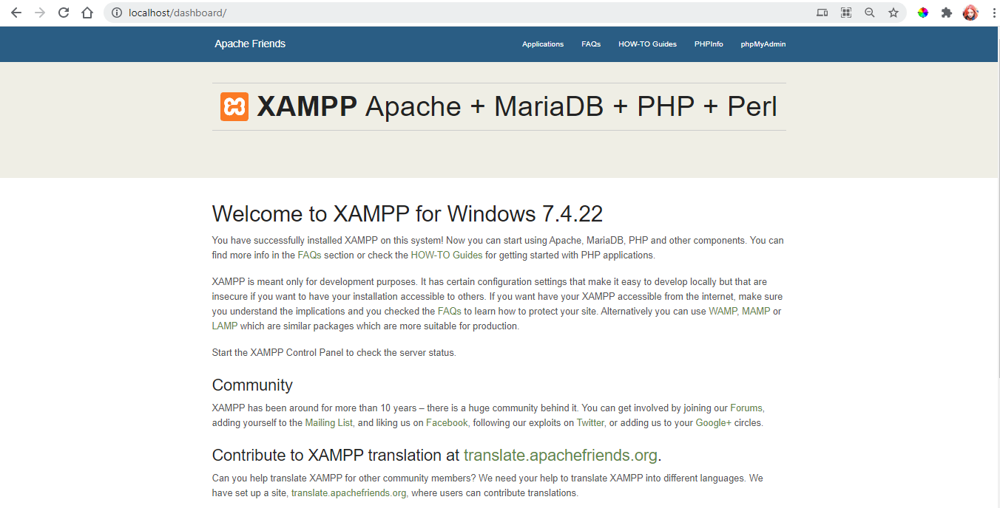 localhost/dashboard/
Apache Friends
Applications FAQs HOW-TO Guides PHPInfo phpMyAdmin
XAMPP Apache + MariaDB + PHP + Perl
Welcome to XAMPP for Windows 7.4.22
You have successfully installed XAMPP on this system! Now you can start using Apache, MariaDB, PHP and other components. You can
find more info in the FAQs section or check the HOW-TO Guides for getting started with PHP applications.
XAMPP is meant only for development purposes. It has certain configuration settings that make it easy to develop locally but that are
insecure if you want to have your installation accessible to others. If you want have your XAMPP accessible from the internet, make sure
you understand the implications and you checked the FAQs to learn how to protect your site. Alternatively you can use WAMP, MAMP or
LAMP which are similar packages which are more suitable for production.
Start the XAMPP Control Panel to check the server status.
Community
XAMPP has been around for more than 10 years – there is a huge community behind it. You can get involved by joining our Forums,
adding yourself to the Mailing List, and liking us on Facebook, following our exploits on Twitter, or adding us to your Google+ circles.
Contribute to XAMPP translation at translate.apachefriends.org.
Can you help translate XAMPP for other community members? We need your help to translate XAMPP into different languages. We
have set up a site, translate.apachefriends.org, where users can contribute translations.